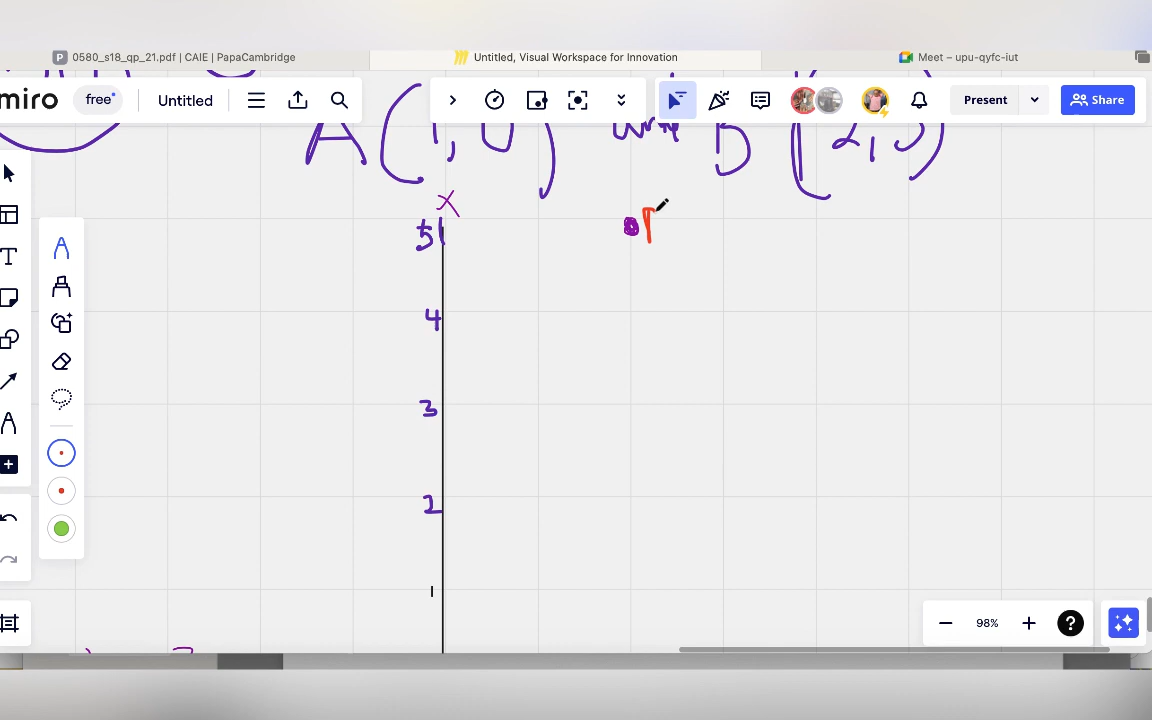 0580_s18_qp_21.pdf | CAIE | PapaCambridge
Untitled, Visual Workspace for Innovation
Meet – upu-qyfc-iut
miro free Untitled
Present
Share
A (1, 0) and B (2, 5)
X
5
4
3
2
1
98%